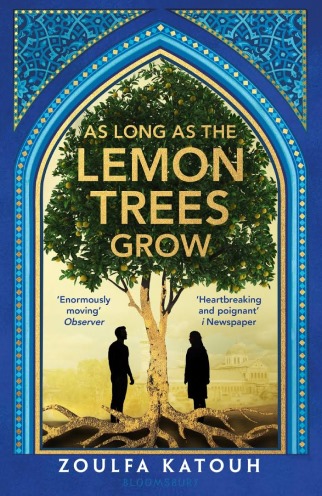 AS LONG AS THE
LEMON
TREES
GROW
‘Enormously
moving’
Observer
‘Heartbreaking
and poignant’
i Newspaper
ZOULFA KATOUH
BLOOMSBURY